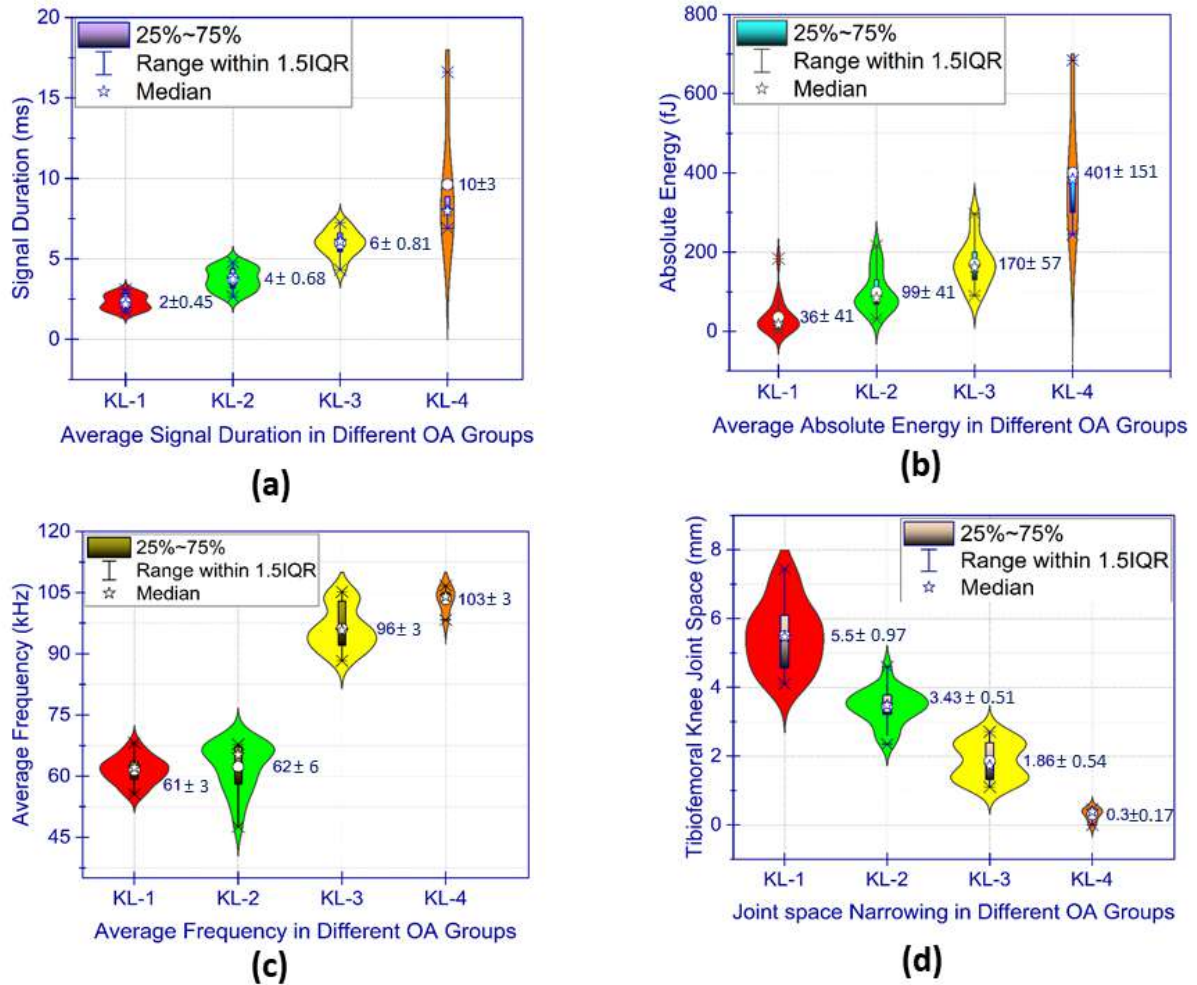 20
15
10
5
0
Signal Duration (ms)
25%~75%
Range within 1.5IQR
Median
2±0.45
4± 0.68
6± 0.81
10±3
KL-1 KL-2 KL-3 KL-4
Average Signal Duration in Different OA Groups
(a)
800
600
400
200
0
Absolute Energy (fJ)
25%~75%
Range within 1.5IQR
Median
36± 41
99± 41
170± 57
401± 151
KL-1 KL-2 KL-3 KL-4
Average Absolute Energy in Different OA Groups
(b)
120
105
90
75
60
45
Average Frequency (kHz)
25%~75%
Range within 1.5IQR
Median
61± 3
62± 6
96± 3
103± 3
KL-1 KL-2 KL-3 KL-4
Average Frequency in Different OA Groups
(c)
8
6
4
2
0
Tibiofemoral Knee Joint Space (mm)
25%~75%
Range within 1.5IQR
Median
5.5± 0.97
3.43± 0.51
1.86± 0.54
0.3±0.17
KL-1 KL-2 KL-3 KL-4
Joint space Narrowing in Different OA Groups
(d)